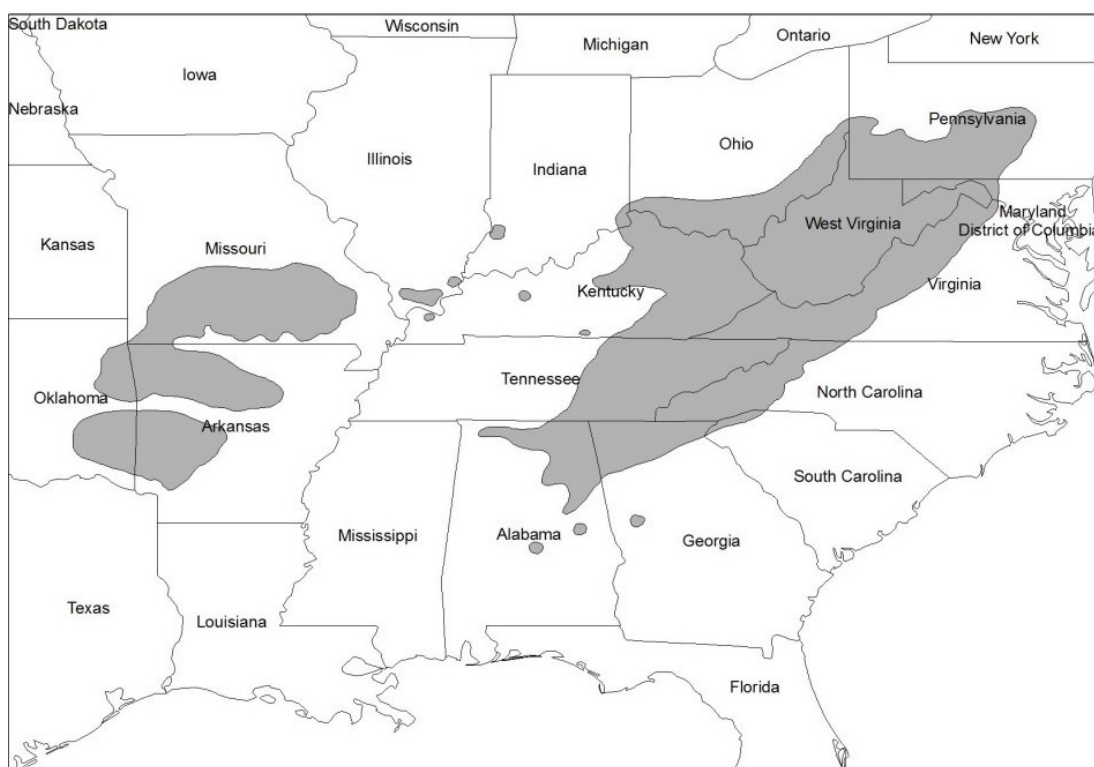 South Dakota
Wisconsin
Michigan
Ontario
New York
Iowa
Nebraska
Pennsylvania
Illinois
Ohio
Indiana
Maryland
District of Columbia
West Virginia
Kansas
Missouri
Virginia
Kentucky
Tennessee
North Carolina
Oklahoma
Arkansas
South Carolina
Mississippi
Alabama
Georgia
Texas
Louisiana
Florida